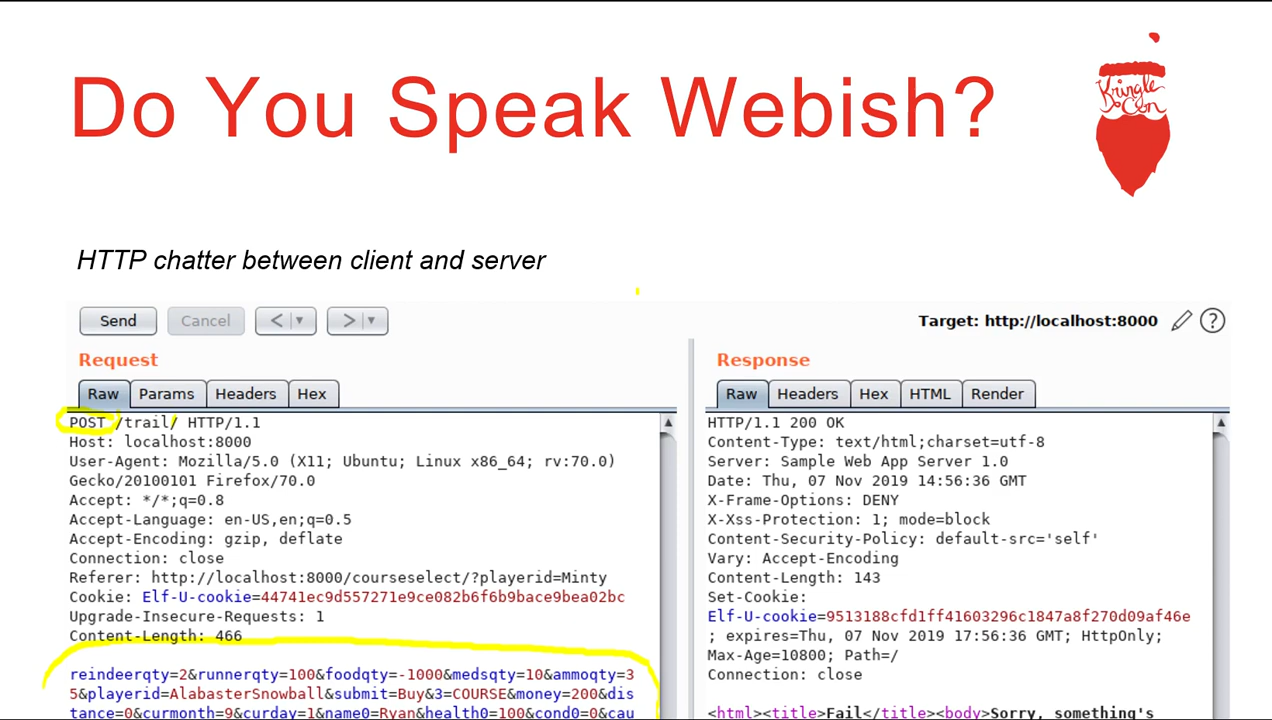 Do You Speak Webish?
Kringle
Con
HTTP chatter between client and server
Send Cancel < > Target: http://localhost:8000 ?
Request
Raw Params Headers Hex
POST /trail/ HTTP/1.1
Host: localhost:8000
User-Agent: Mozilla/5.0 (X11; Ubuntu; Linux x86_64; rv:70.0)
Gecko/20100101 Firefox/70.0
Accept: */*;q=0.8
Accept-Language: en-US,en;q=0.5
Accept-Encoding: gzip, deflate
Connection: close
Referer: http://localhost:8000/courseselect/?playerid=Minty
Cookie: Elf-U-cookie=44741ec9d557271e9ce082b6f6b9bace9bea02bc
Upgrade-Insecure-Requests: 1
Content-Length: 466
reindeerqty=2&runnerqty=100&foodqty=-1000&medsqty=10&ammoqty=3
5&playerid=AlabasterSnowball&submit=Buy&3=COURSE&money=200&dis
tance=0&curmonth=9&curday=1&name0=Ryan&health0=100&cond0=0&cau
Response
Raw Headers Hex HTML Render
HTTP/1.1 200 OK
Content-Type: text/html;charset=utf-8
Server: Sample Web App Server 1.0
Date: Thu, 07 Nov 2019 14:56:36 GMT
X-Frame-Options: DENY
X-Xss-Protection: 1; mode=block
Content-Security-Policy: default-src='self'
Vary: Accept-Encoding
Content-Length: 143
Set-Cookie:
Elf-U-cookie=9513188cfd1ff41603296c1847a8f270d09af46e
; expires=Thu, 07 Nov 2019 17:56:36 GMT; HttpOnly;
Max-Age=10800; Path=/
Connection: close
<html><title>Fail</title><body>Sorry, something's